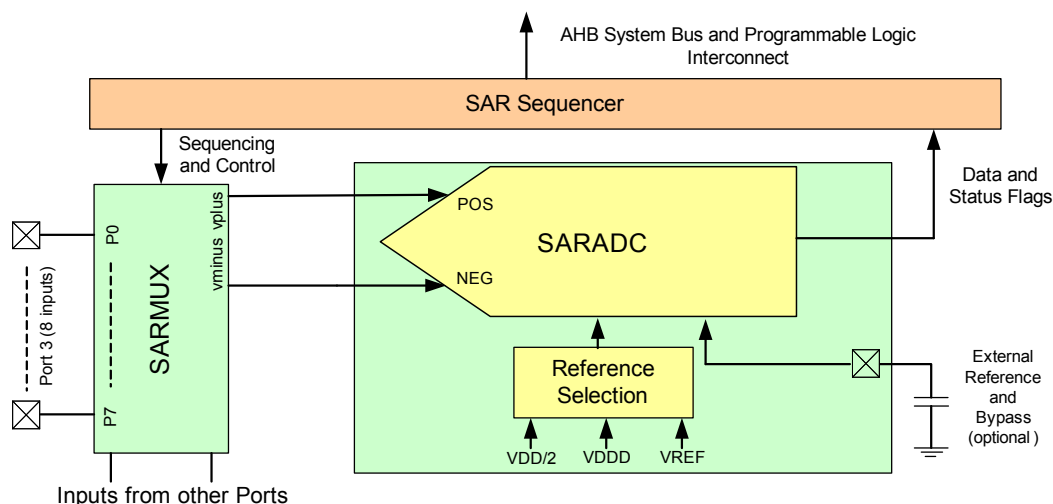 AHB System Bus and Programmable Logic
Interconnect
SAR Sequencer
Sequencing
and Control
Data and
Status Flags
vminus vplus
P0
POS
SARADC
SARMUX
NEG
Port 3 (8 inputs)
P7
Reference
Selection
External
Reference
and
Bypass
(optional )
VDD/2
VDDD
VREF
Inputs from other Ports